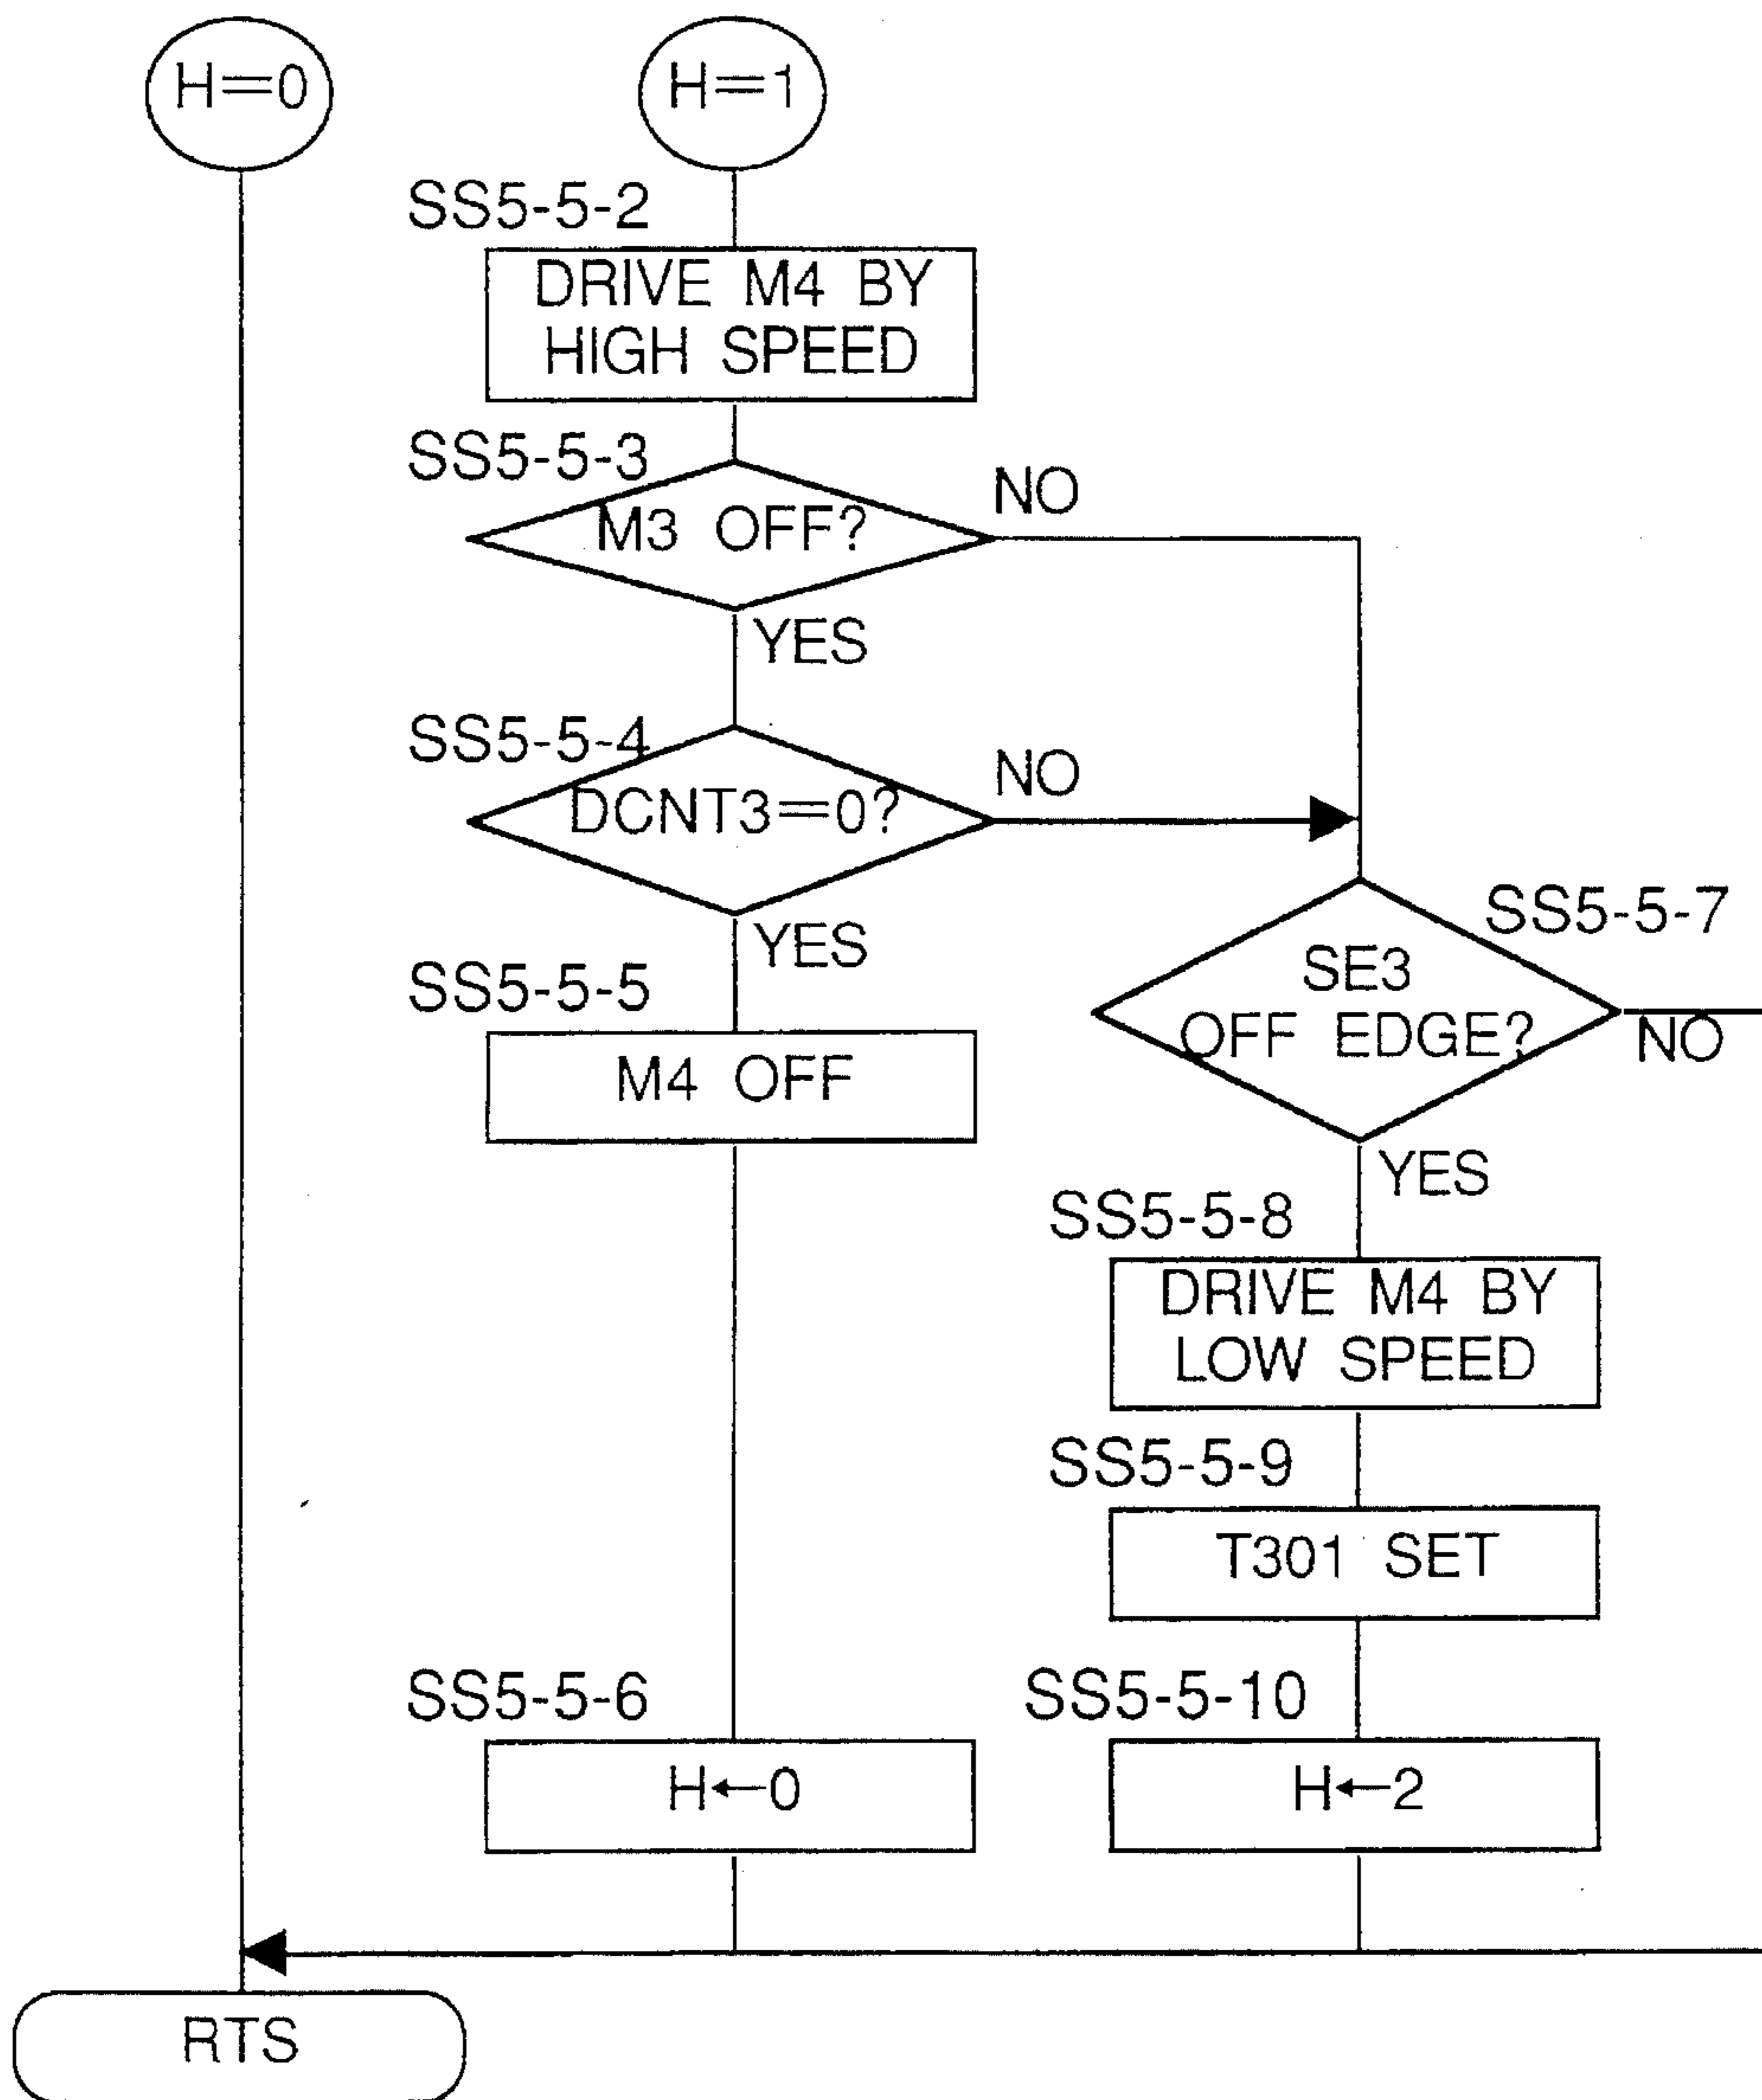 H=0
H=1
SS5-5-2
DRIVE M4 BY
HIGH SPEED
SS5-5-3
M3 OFF?
NO
YES
SS5-5-4
DCNT3=0?
NO
YES
SS5-5-5
M4 OFF
SS5-5-6
H←0
SS5-5-7
SE3
OFF EDGE?
NO
YES
SS5-5-8
DRIVE M4 BY
LOW SPEED
SS5-5-9
T301 SET
SS5-5-10
H←2
RTS